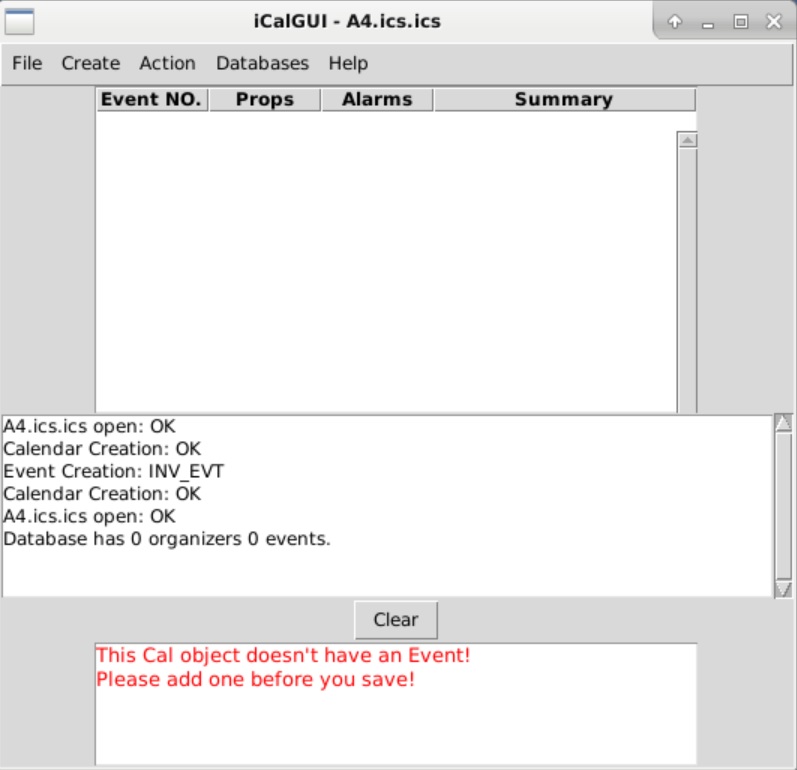 iCalGUI - A4.ics.ics
File Create Action Databases Help
Event NO. Props Alarms Summary
A4.ics.ics open: OK
Calendar Creation: OK
Event Creation: INV_EVT
Calendar Creation: OK
A4.ics.ics open: OK
Database has 0 organizers 0 events.
Clear
This Cal object doesn't have an Event!
Please add one before you save!